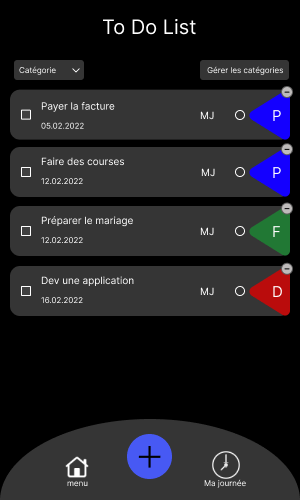 To Do List
Catégorie
Gérer les catégories
Payer la facture
MJ
P
05.02.2022
Faire des courses
MJ
P
12.02.2022
Préparer le mariage
MJ
F
12.02.2022
Dev une application
MJ
D
16.02.2022
menu
Ma journée